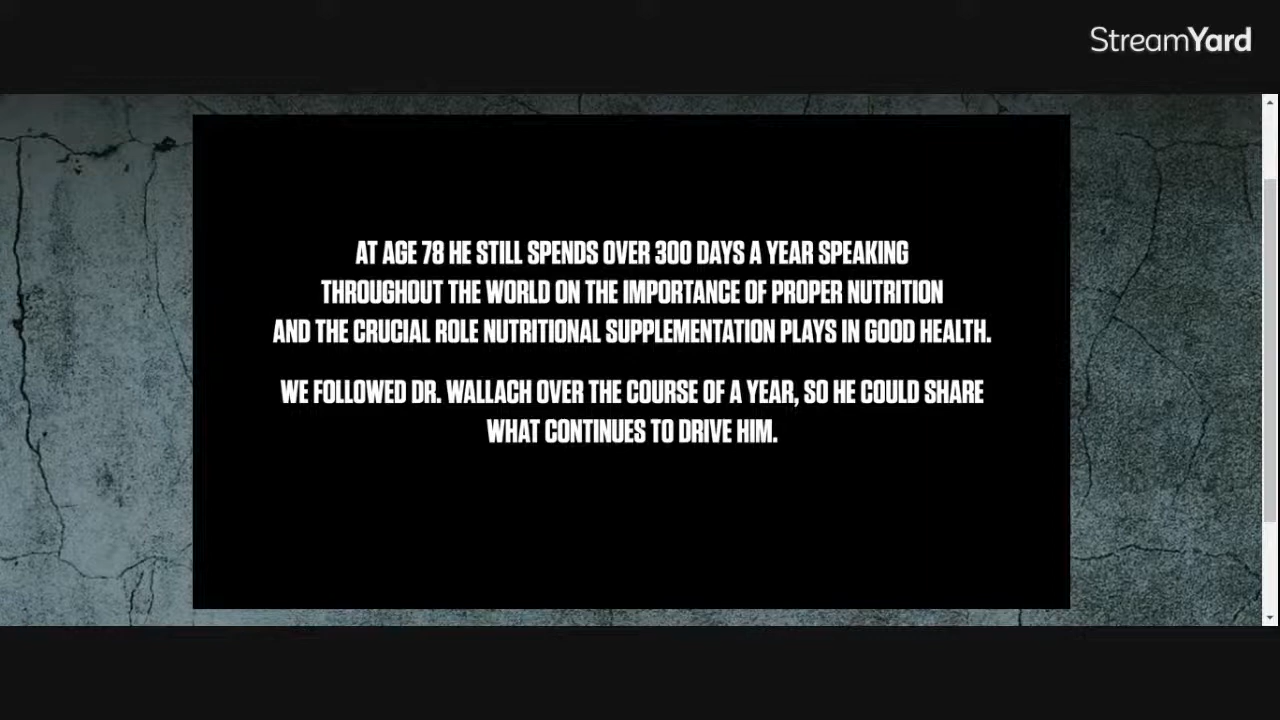 StreamYard
AT AGE 78 HE STILL SPENDS OVER 300 DAYS A YEAR SPEAKING
THROUGHOUT THE WORLD ON THE IMPORTANCE OF PROPER NUTRITION
AND THE CRUCIAL ROLE NUTRITIONAL SUPPLEMENTATION PLAYS IN GOOD HEALTH.
WE FOLLOWED DR. WALLACH OVER THE COURSE OF A YEAR, SO HE COULD SHARE
WHAT CONTINUES TO DRIVE HIM.